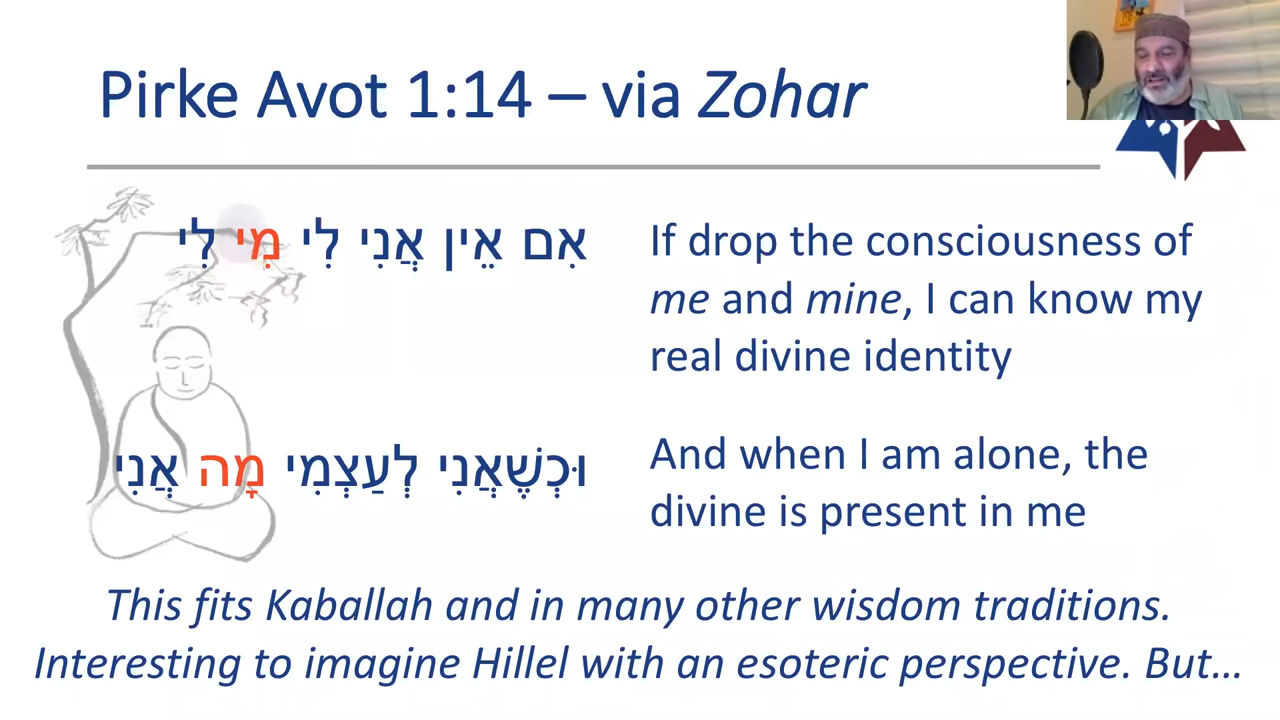 Pirke Avot 1:14 – via Zohar
אִם אֵין אֲנִי לִי מִי לִי
If drop the consciousness of
me and mine, I can know my
real divine identity
וּכְשֶׁאֲנִי לְעַצְמִי מָה אֲנִי
And when I am alone, the
divine is present in me
This fits Kaballah and in many other wisdom traditions.
Interesting to imagine Hillel with an esoteric perspective. But…